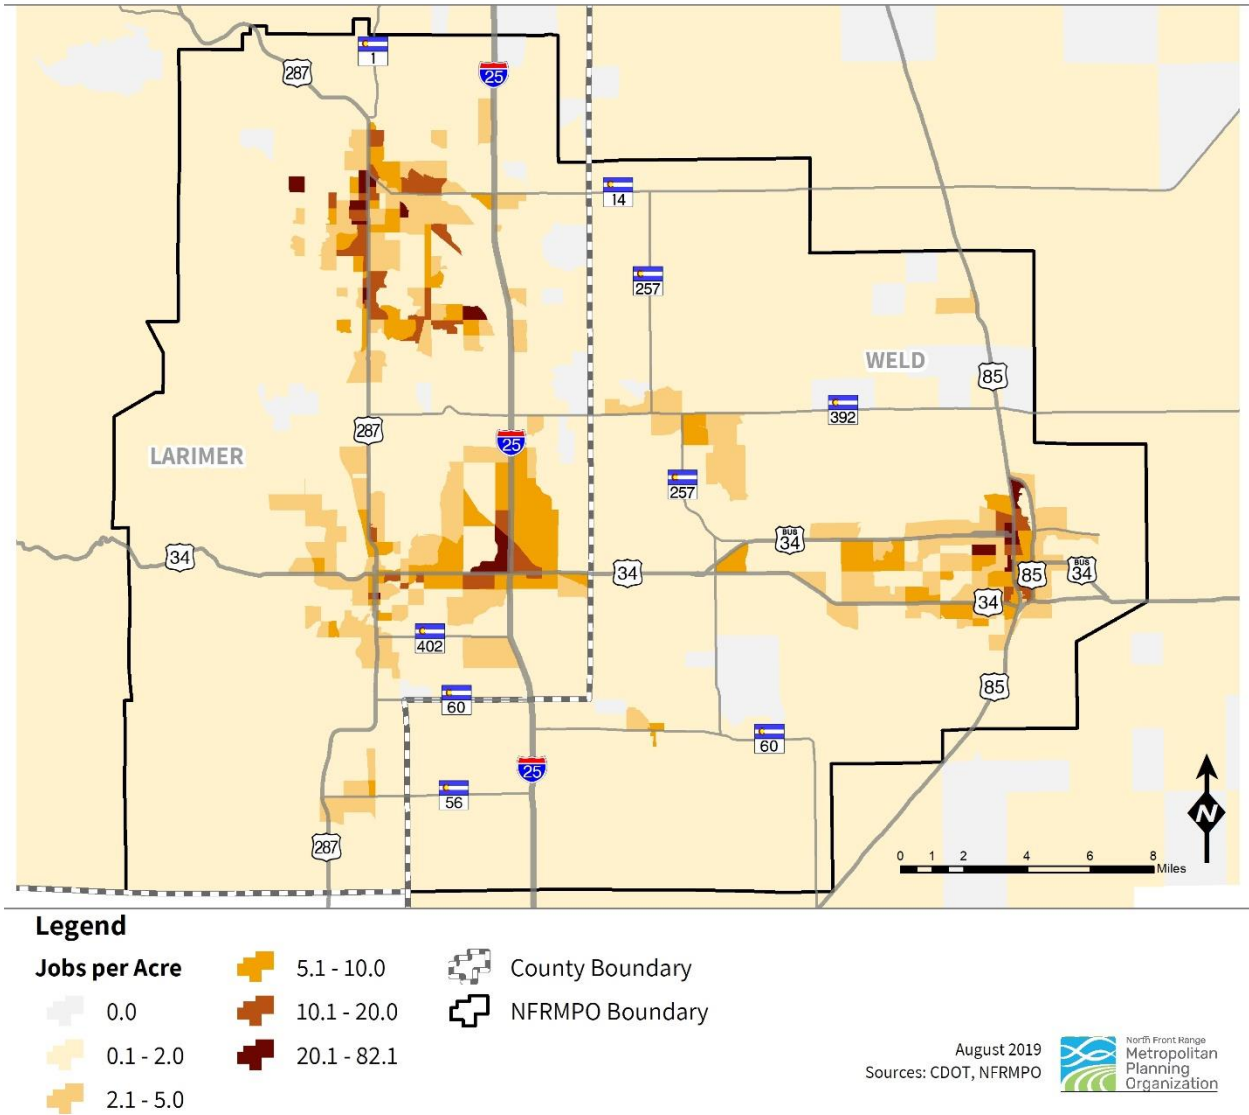 1
287
25
14
257
WELD
85
392
287
25
LARIMER
257
BUS
34
34
34
85
BUS
34
34
402
85
60
60
25
56
287
N
0 1 2 4 6 8
Miles
Legend
Jobs per Acre
0.0
0.1 - 2.0
2.1 - 5.0
5.1 - 10.0
10.1 - 20.0
20.1 - 82.1
County Boundary
NFRMPO Boundary
August 2019
Sources: CDOT, NFRMPO
North Front Range
Metropolitan
Planning
Organization